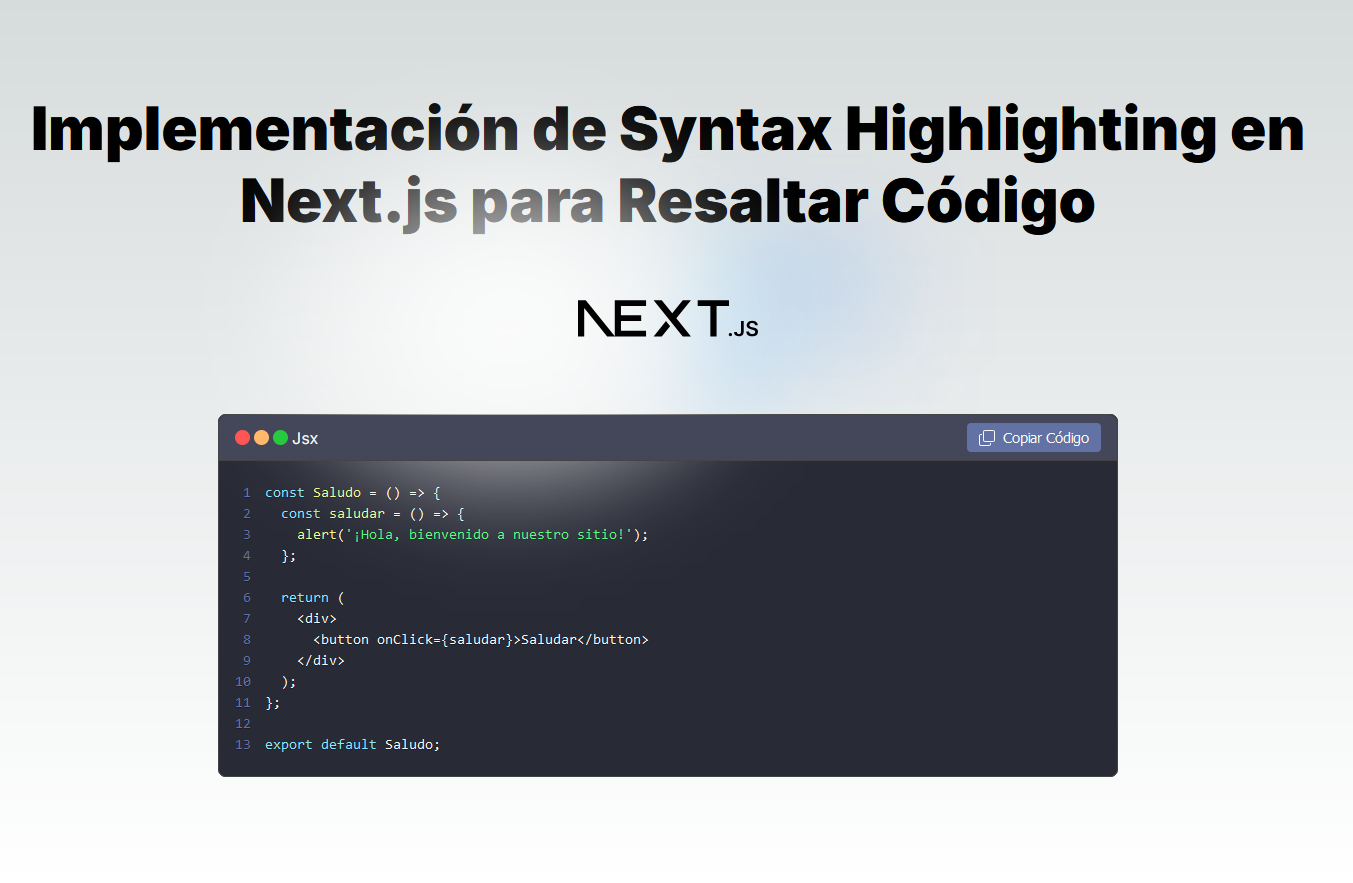 Implementación de Syntax Highlighting en
Next.js para Resaltar Código
NEXT.JS
Jsx
Copiar Código
1 const Saludo = () => {
2   const saludar = () => {
3     alert('¡Hola, bienvenido a nuestro sitio!');
4   };
5
6   return (
7     <div>
8       <button onClick={saludar}>Saludar</button>
9     </div>
10   );
11 };
12
13 export default Saludo;